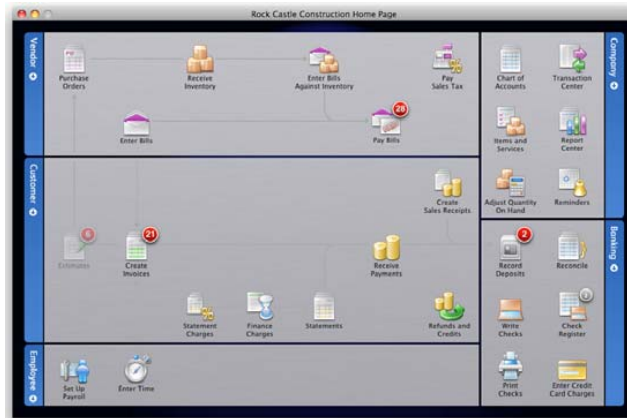 Rock Castle Construction Home Page
Vendor
Purchase
Orders
Receive
Inventory
Enter Bills
Against Inventory
Pay
Sales Tax
Enter Bills
28
Pay Bills
Customer
Create
Sales Receipts
6
Estimates
21
Create
Invoices
Receive
Payments
Statement
Charges
Finance
Charges
Statements
Refunds and
Credits
Employee
Set Up
Payroll
Enter Time
Company
Chart of
Accounts
Transaction
Center
Items and
Services
Report
Center
Adjust Quantity
On Hand
Reminders
Banking
2
Record
Deposits
Reconcile
Write
Checks
Check
Register
Print
Checks
Enter Credit
Card Charges